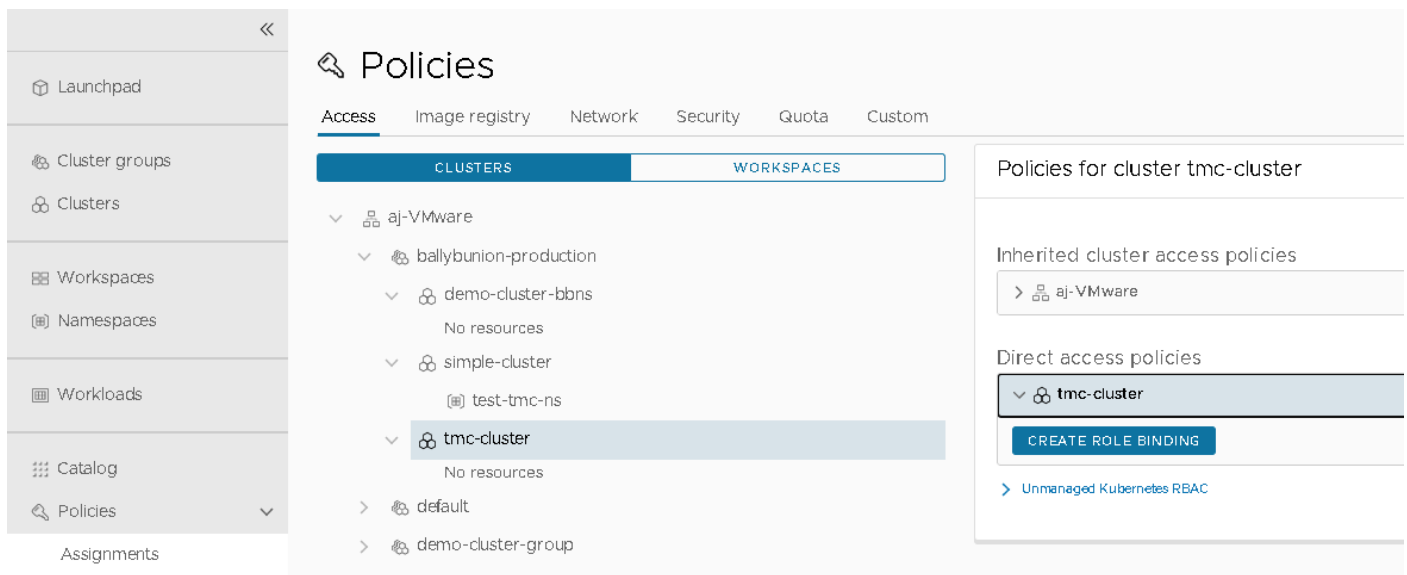 Launchpad
Cluster groups
Clusters
Workspaces
Namespaces
Workloads
Catalog
Policies
Assignments
Policies
Access Image registry Network Security Quota Custom
CLUSTERS WORKSPACES
aj-VMware
ballybunion-production
demo-cluster-bbns
No resources
simple-cluster
test-tmc-ns
tmc-cluster
No resources
default
demo-cluster-group
Policies for cluster tmc-cluster
Inherited cluster access policies
aj-VMware
Direct access policies
tmc-cluster
CREATE ROLE BINDING
Unmanaged Kubernetes RBAC